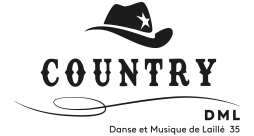 COUNTRY
DML
Danse et Musique de Laillé 35